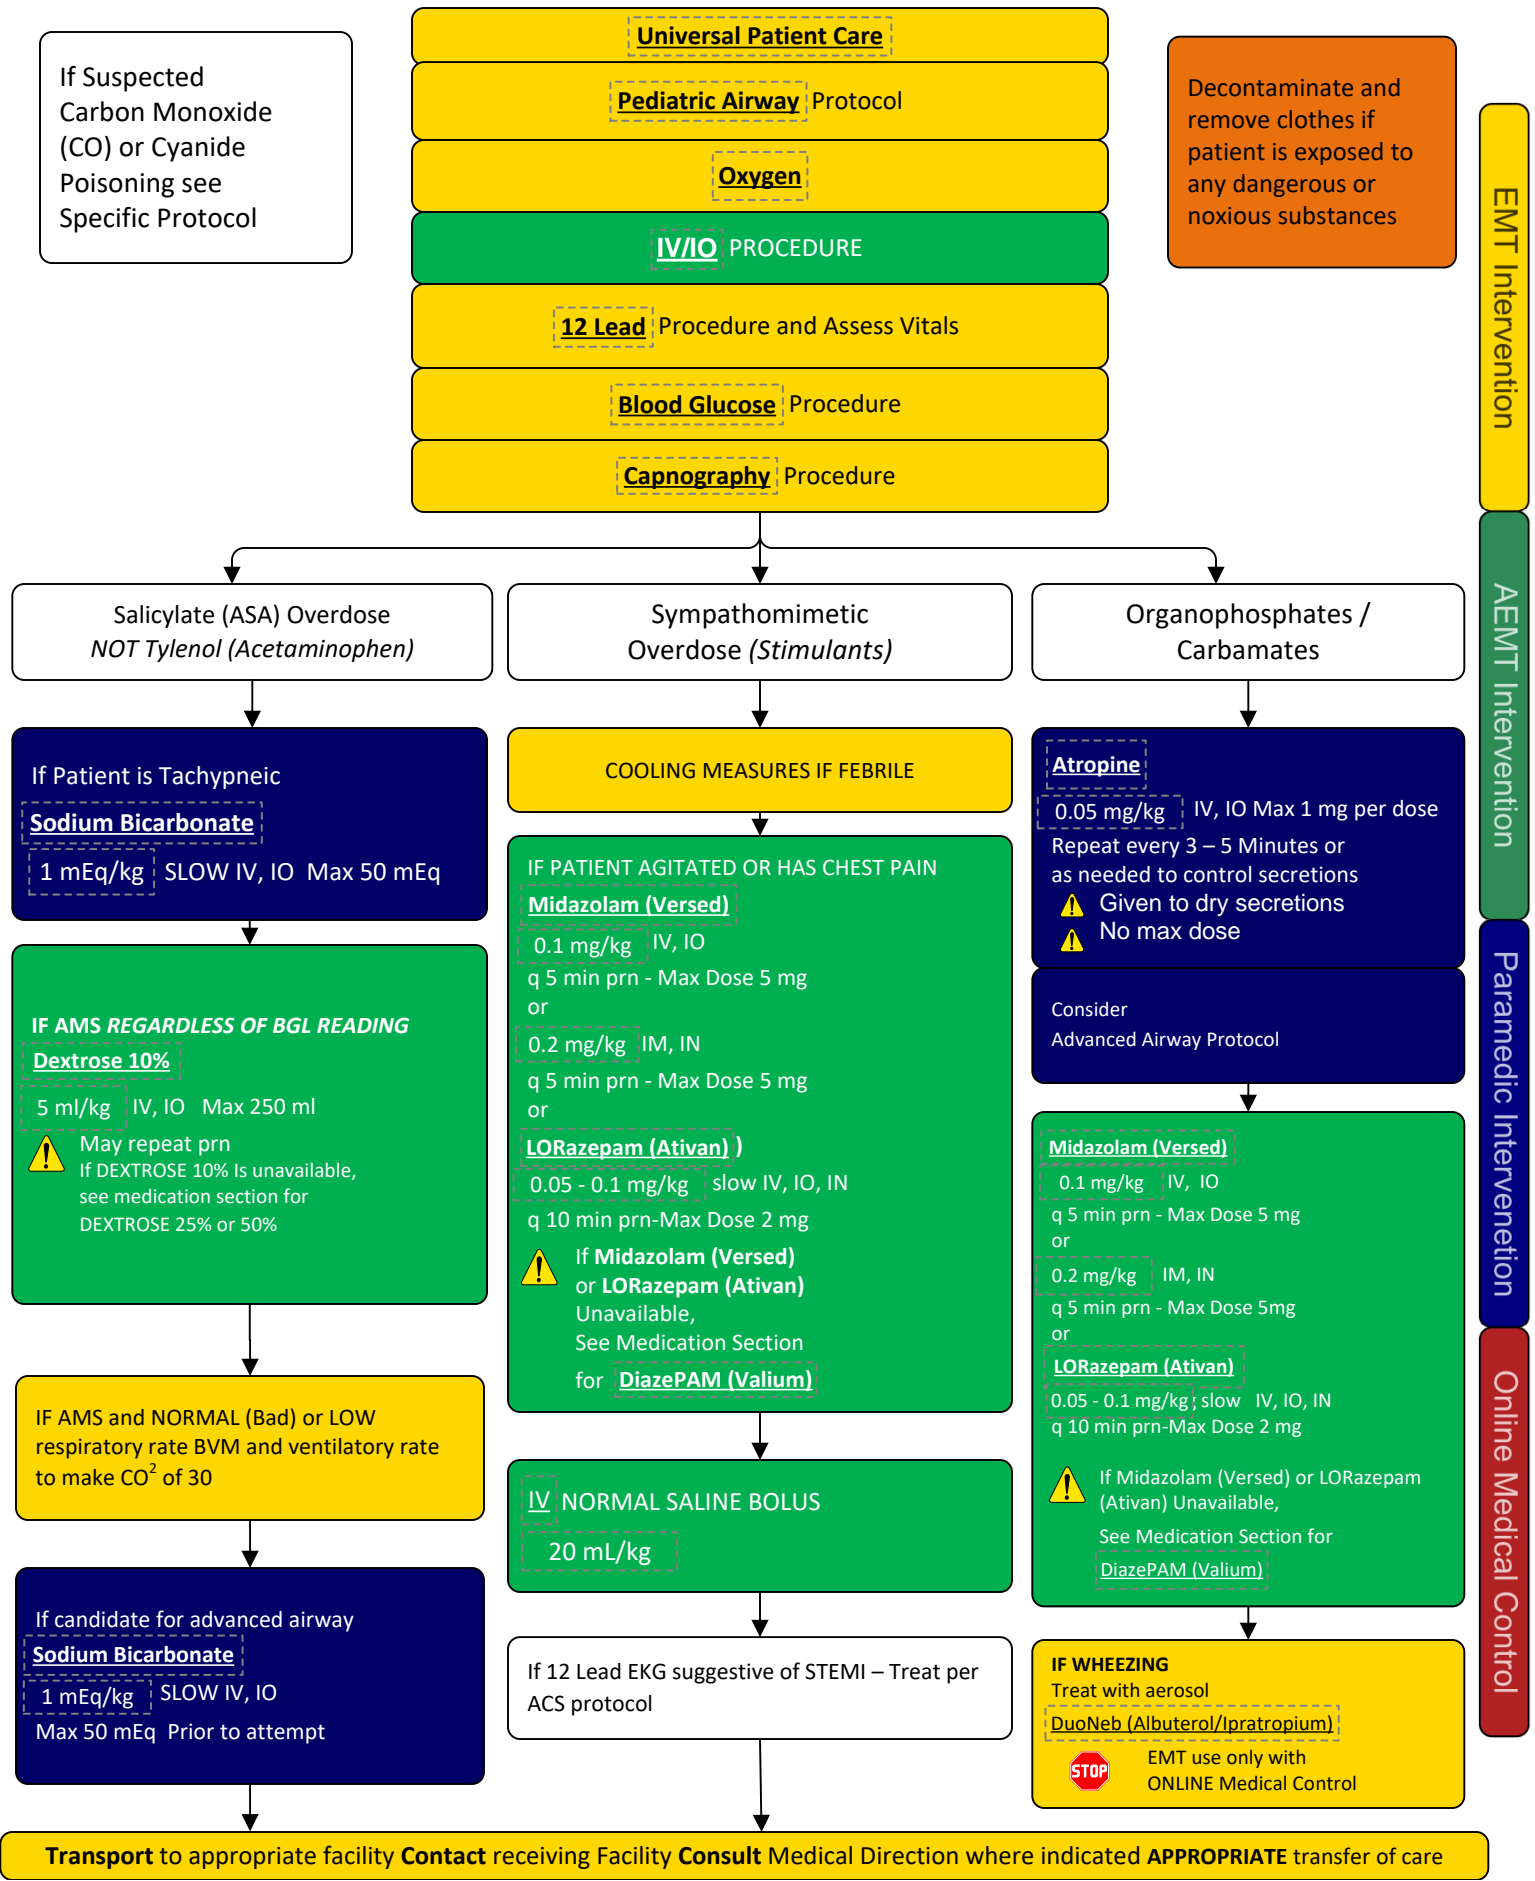 Universal Patient Care
If Suspected
Carbon Monoxide
(CO) or Cyanide
Poisoning see
Specific Protocol
Pediatric Airway Protocol
Oxygen
IV/IO PROCEDURE
12 Lead Procedure and Assess Vitals
Blood Glucose Procedure
Capnography Procedure
Decontaminate and
remove clothes if
patient is exposed to
any dangerous or
noxious substances
EMT Intervention
AEMT Intervention
Paramedic Intervenetion
Online Medical Control
Salicylate (ASA) Overdose
NOT Tylenol (Acetaminophen)
If Patient is Tachypneic
Sodium Bicarbonate
1 mEq/kg SLOW IV, IO Max 50 mEq
IF AMS REGARDLESS OF BGL READING
Dextrose 10%
5 ml/kg IV, IO Max 250 ml
May repeat prn
If DEXTROSE 10% Is unavailable,
see medication section for
DEXTROSE 25% or 50%
IF AMS and NORMAL (Bad) or LOW
respiratory rate BVM and ventilatory rate
to make CO² of 30
If candidate for advanced airway
Sodium Bicarbonate
1 mEq/kg SLOW IV, IO
Max 50 mEq Prior to attempt
Sympathomimetic
Overdose (Stimulants)
COOLING MEASURES IF FEBRILE
IF PATIENT AGITATED OR HAS CHEST PAIN
Midazolam (Versed)
0.1 mg/kg IV, IO
q 5 min prn - Max Dose 5 mg
or
0.2 mg/kg IM, IN
q 5 min prn - Max Dose 5 mg
or
LORazepam (Ativan) )
0.05 - 0.1 mg/kg slow IV, IO, IN
q 10 min prn-Max Dose 2 mg
If Midazolam (Versed)
or LORazepam (Ativan)
Unavailable,
See Medication Section
for DiazePAM (Valium)
IV NORMAL SALINE BOLUS
20 mL/kg
If 12 Lead EKG suggestive of STEMI – Treat per
ACS protocol
Organophosphates /
Carbamates
Atropine
0.05 mg/kg IV, IO Max 1 mg per dose
Repeat every 3 – 5 Minutes or
as needed to control secretions
Given to dry secretions
No max dose
Consider
Advanced Airway Protocol
Midazolam (Versed)
0.1 mg/kg IV, IO
q 5 min prn - Max Dose 5 mg
or
0.2 mg/kg IM, IN
q 5 min prn - Max Dose 5mg
or
LORazepam (Ativan)
0.05 - 0.1 mg/kg; slow IV, IO, IN
q 10 min prn-Max Dose 2 mg
If Midazolam (Versed) or LORazepam
(Ativan) Unavailable,
See Medication Section for
DiazePAM (Valium)
IF WHEEZING
Treat with aerosol
DuoNeb (Albuterol/Ipratropium)
STOP
EMT use only with
ONLINE Medical Control
Transport to appropriate facility Contact receiving Facility Consult Medical Direction where indicated APPROPRIATE transfer of care